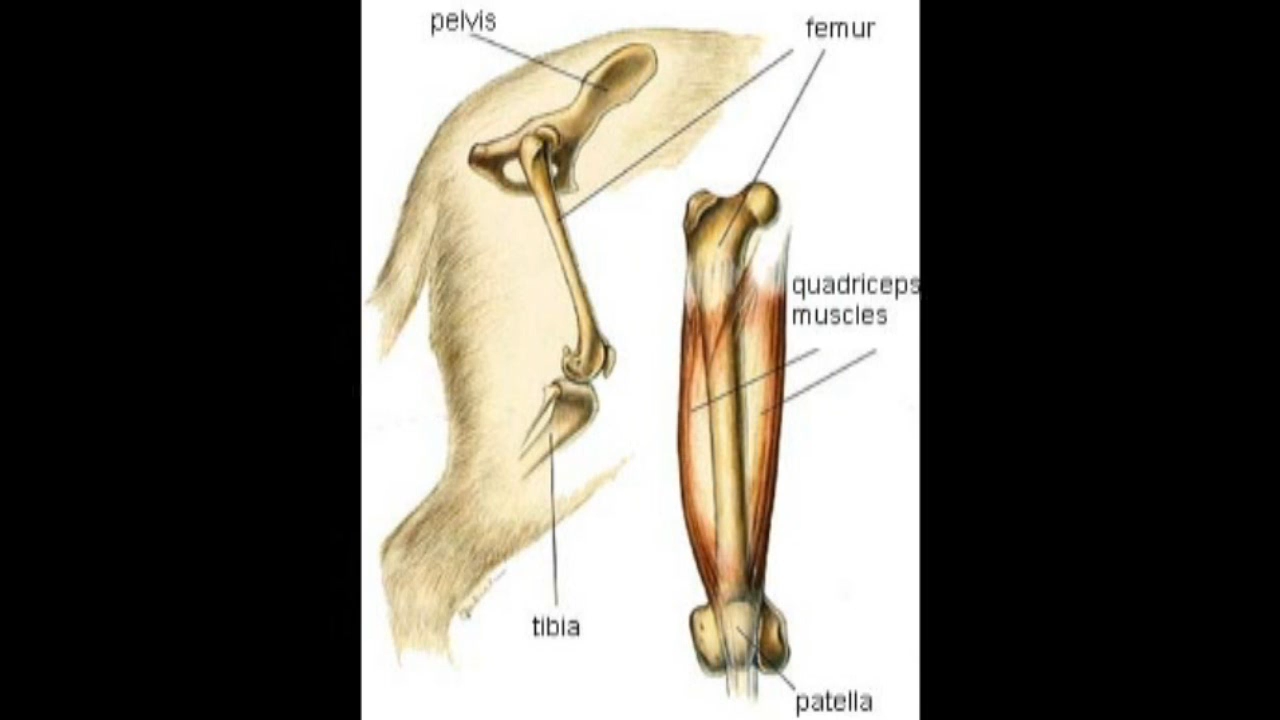 pelvis
femur
quadriceps
muscles
tibia
patella